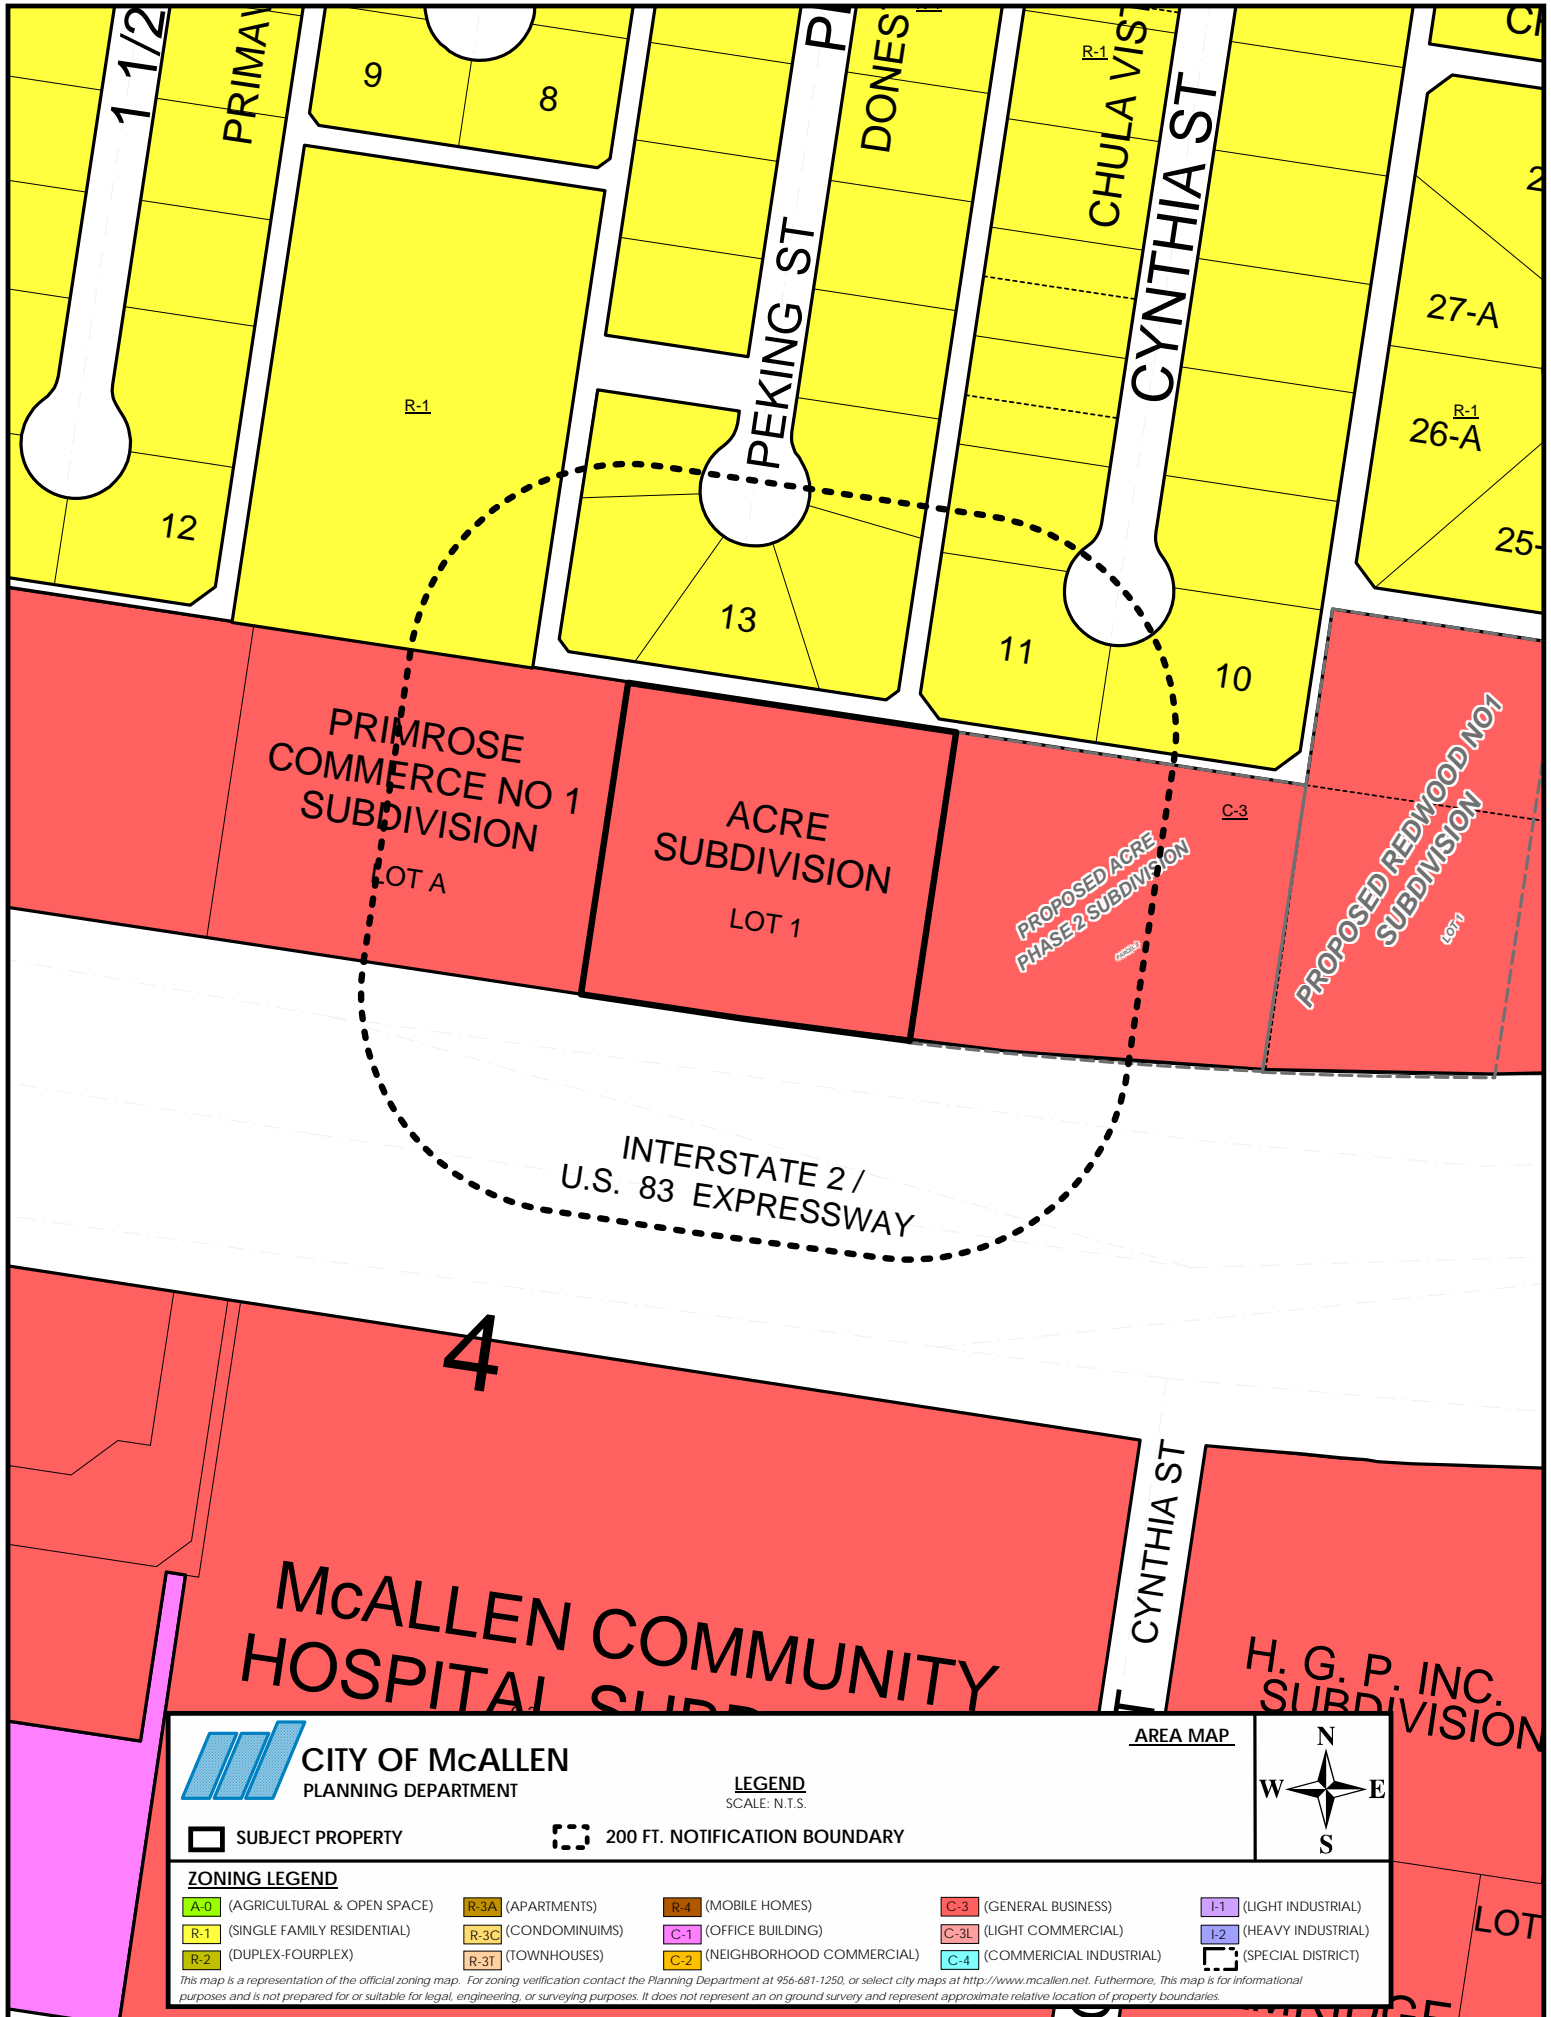 1 1/2
PRIMAV
9
8
PEKING ST
DONES
R-1
CHULA VIS
CYNTHIA ST
27-A
R-1
26-A
25-
R-1
12
13
11
10
PRIMROSE
COMMERCE NO 1
SUBDIVISION
LOT A
ACRE
SUBDIVISION
LOT 1
C-3
PROPOSED ACRE
PHASE 2 SUBDIVISION
PROPOSED REDWOOD NO1
SUBDIVISION
LOT 1
INTERSTATE 2 /
U.S. 83 EXPRESSWAY
4
CYNTHIA ST
McALLEN COMMUNITY
HOSPITAL SUBD
H. G. P. INC.
SUBDIVISION
LOT
CITY OF McALLEN
PLANNING DEPARTMENT
LEGEND
SCALE: N.T.S.
AREA MAP
N
W E
S
SUBJECT PROPERTY
200 FT. NOTIFICATION BOUNDARY
ZONING LEGEND
A-0 (AGRICULTURAL & OPEN SPACE) R-3A (APARTMENTS) R-4 (MOBILE HOMES) C-3 (GENERAL BUSINESS) I-1 (LIGHT INDUSTRIAL)
R-1 (SINGLE FAMILY RESIDENTIAL) R-3C (CONDOMINUIMS) C-1 (OFFICE BUILDING) C-3L (LIGHT COMMERCIAL) I-2 (HEAVY INDUSTRIAL)
R-2 (DUPLEX-FOURPLEX) R-3T (TOWNHOUSES) C-2 (NEIGHBORHOOD COMMERCIAL) C-4 (COMMERICIAL INDUSTRIAL) (SPECIAL DISTRICT)
This map is a representation of the official zoning map. For zoning verification contact the Planning Department at 956-681-1250, or select city maps at http://www.mcallen.net. Futhermore, This map is for informational
purposes and is not prepared for or suitable for legal, engineering, or surveying purposes. It does not represent an on ground survey and represent approximate relative location of property boundaries.